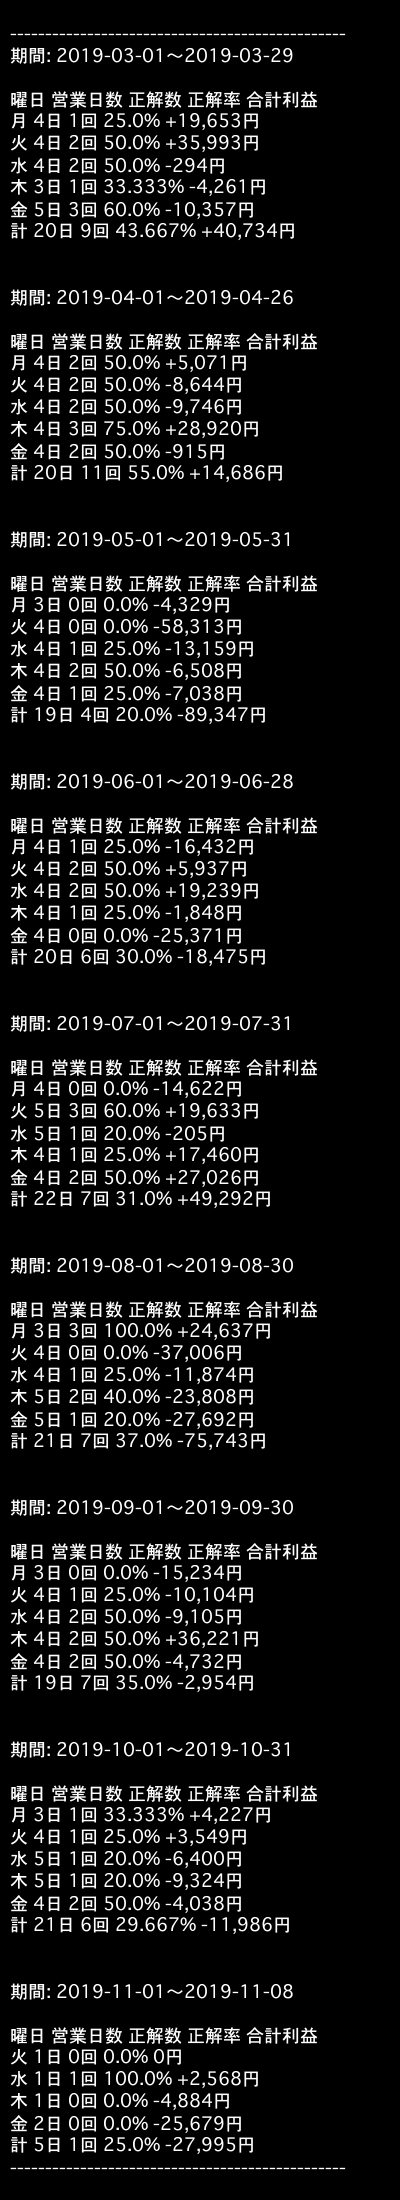 ------------------------------------------------
期間: 2019-03-01〜2019-03-29
曜日 営業日数 正解数 正解率 合計利益
月 4日 1回 25.0% +19,653円
火 4日 2回 50.0% +35,993円
水 4日 2回 50.0% -294円
木 3日 1回 33.333% -4,261円
金 5日 3回 60.0% -10,357円
計 20日 9回 43.667% +40,734円
期間: 2019-04-01〜2019-04-26
曜日 営業日数 正解数 正解率 合計利益
月 4日 2回 50.0% +5,071円
火 4日 2回 50.0% -8,644円
水 4日 2回 50.0% -9,746円
木 4日 3回 75.0% +28,920円
金 4日 2回 50.0% -915円
計 20日 11回 55.0% +14,686円
期間: 2019-05-01〜2019-05-31
曜日 営業日数 正解数 正解率 合計利益
月 3日 0回 0.0% -4,329円
火 4日 0回 0.0% -58,313円
水 4日 1回 25.0% -13,159円
木 4日 2回 50.0% -6,508円
金 4日 1回 25.0% -7,038円
計 19日 4回 20.0% -89,347円
期間: 2019-06-01〜2019-06-28
曜日 営業日数 正解数 正解率 合計利益
月 4日 1回 25.0% -16,432円
火 4日 2回 50.0% +5,937円
水 4日 2回 50.0% +19,239円
木 4日 1回 25.0% -1,848円
金 4日 0回 0.0% -25,371円
計 20日 6回 30.0% -18,475円
期間: 2019-07-01〜2019-07-31
曜日 営業日数 正解数 正解率 合計利益
月 4日 0回 0.0% -14,622円
火 5日 3回 60.0% +19,633円
水 5日 1回 20.0% -205円
木 4日 1回 25.0% +17,460円
金 4日 2回 50.0% +27,026円
計 22日 7回 31.0% +49,292円
期間: 2019-08-01〜2019-08-30
曜日 営業日数 正解数 正解率 合計利益
月 3日 3回 100.0% +24,637円
火 4日 0回 0.0% -37,006円
水 4日 1回 25.0% -11,874円
木 5日 2回 40.0% -23,808円
金 5日 1回 20.0% -27,692円
計 21日 7回 37.0% -75,743円
期間: 2019-09-01〜2019-09-30
曜日 営業日数 正解数 正解率 合計利益
月 3日 0回 0.0% -15,234円
火 4日 1回 25.0% -10,104円
水 4日 2回 50.0% -9,105円
木 4日 2回 50.0% +36,221円
金 4日 2回 50.0% -4,732円
計 19日 7回 35.0% -2,954円
期間: 2019-10-01〜2019-10-31
曜日 営業日数 正解数 正解率 合計利益
月 3日 1回 33.333% +4,227円
火 4日 1回 25.0% +3,549円
水 5日 1回 20.0% -6,400円
木 5日 1回 20.0% -9,324円
金 4日 2回 50.0% -4,038円
計 21日 6回 29.667% -11,986円
期間: 2019-11-01〜2019-11-08
曜日 営業日数 正解数 正解率 合計利益
火 1日 0回 0.0% 0円
水 1日 1回 100.0% +2,568円
木 1日 0回 0.0% -4,884円
金 2日 0回 0.0% -25,679円
計 5日 1回 25.0% -27,995円
------------------------------------------------